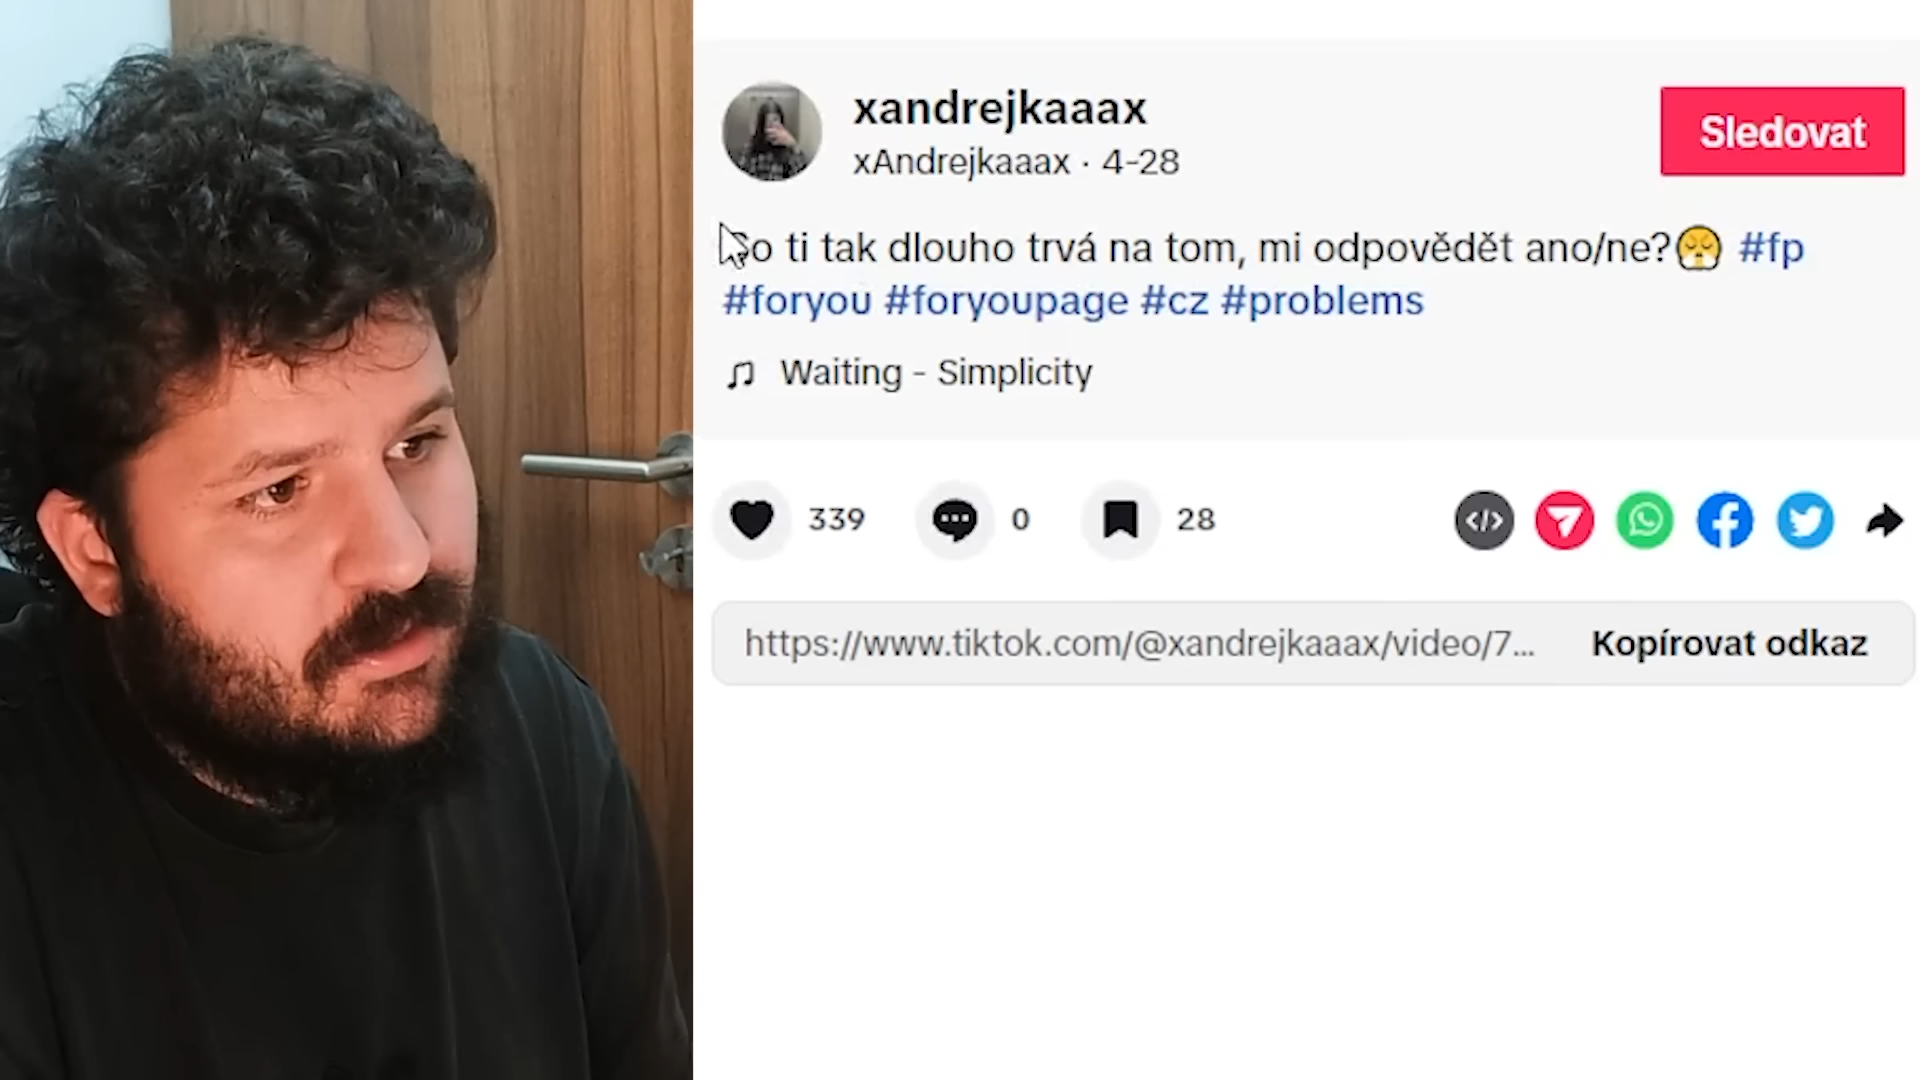 xandrejkaaax
xAndrejkaaax · 4-28
Sledovat
ti tak dlouho trvá na tom, mi odpovědět ano/ne?😤 #fp
#foryou #foryoupage #cz #problems
Waiting - Simplicity
339
0
28
https://www.tiktok.com/@xandrejkaaax/video/7...
Kopírovat odkaz